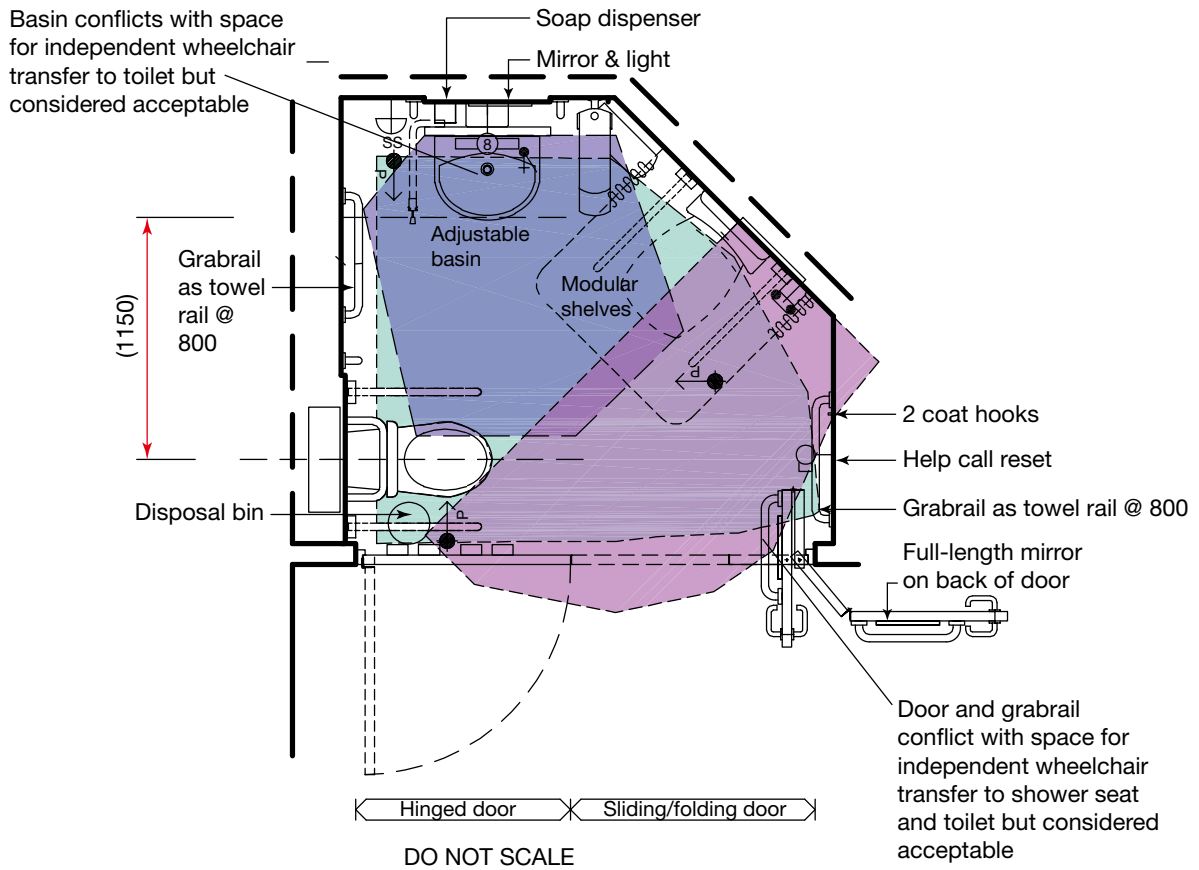 Basin conflicts with space
for independent wheelchair
transfer to toilet but
considered acceptable
Soap dispenser
Mirror & light
SS
8
P
Adjustable
basin
Grabrail
as towel
rail @
800
(1150)
Modular
shelves
P
2 coat hooks
Help call reset
Disposal bin
P
Grabrail as towel rail @ 800
Full-length mirror
on back of door
Door and grabrail
conflict with space for
independent wheelchair
transfer to shower seat
and toilet but considered
acceptable
Hinged door
Sliding/folding door
DO NOT SCALE